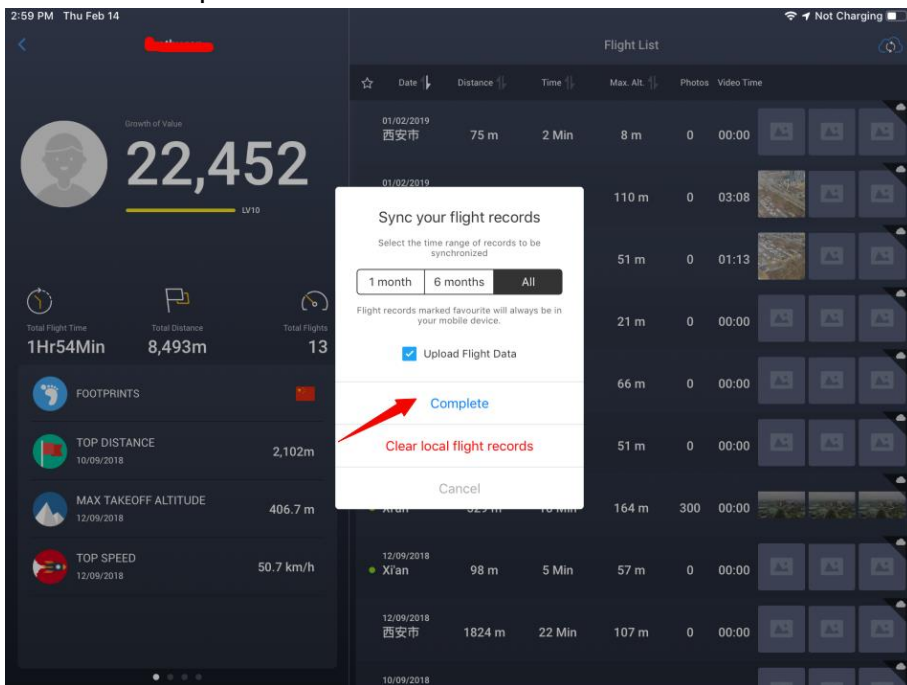 2:59 PM Thu Feb 14
Not Charging
Flight List
Date
Distance
Time
Max. Alt.
Photos
Video Time
Growth of Value
22,452
LV10
Total Flight Time
Total Distance
Total Flights
1Hr54Min
8,493m
13
FOOTPRINTS
TOP DISTANCE
10/09/2018
2,102m
MAX TAKEOFF ALTITUDE
12/09/2018
406.7 m
TOP SPEED
12/09/2018
50.7 km/h
01/02/2019
西安市 75 m 2 Min 8 m 0 00:00
01/02/2019
110 m 0 03:08
51 m 0 01:13
21 m 0 00:00
66 m 0 00:00
51 m 0 00:00
164 m 300 00:00
12/09/2018
Xi'an 98 m 5 Min 57 m 0 00:00
12/09/2018
西安市 1824 m 22 Min 107 m 0 00:00
10/09/2018
Sync your flight records
Select the time range of records to be
synchronized
1 month 6 months All
Flight records marked favourite will always be in
your mobile device.
Upload Flight Data
Complete
Clear local flight records
Cancel